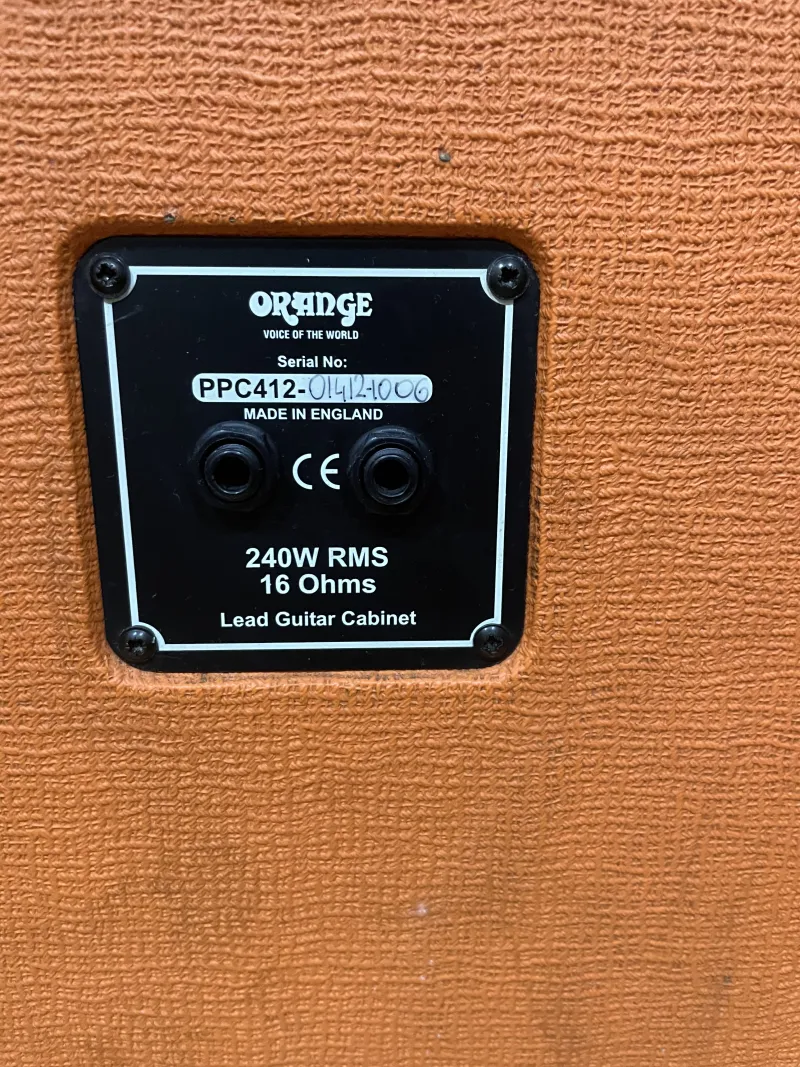 ORANGE
VOICE OF THE WORLD
Serial No:
PPC412-01412-1006
MADE IN ENGLAND
CE
240W RMS
16 Ohms
Lead Guitar Cabinet